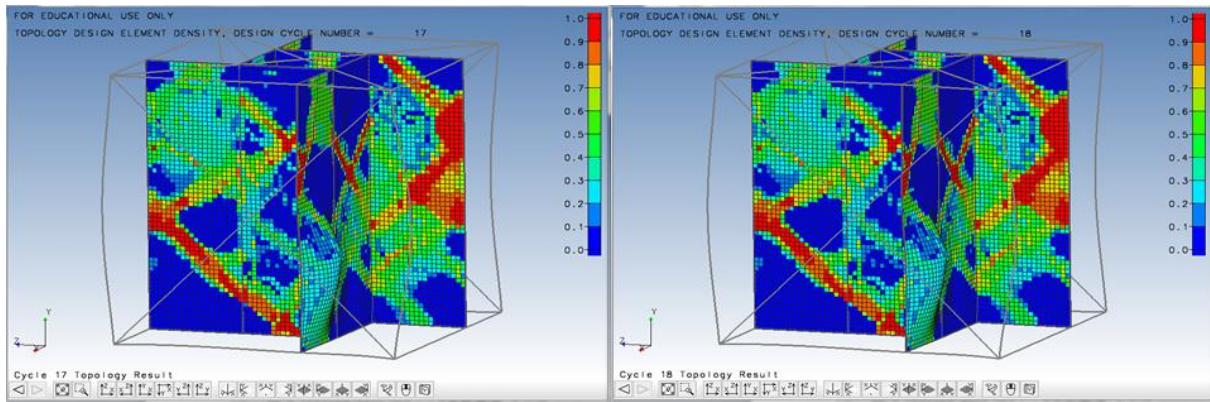 FOR EDUCATIONAL USE ONLY
TOPOLOGY DESIGN ELEMENT DENSITY, DESIGN CYCLE NUMBER = 17
1.0
0.9
0.8
0.7
0.6
0.5
0.4
0.3
0.2
0.1
0.0
Y
Z
Cycle 17 Topology Result
FOR EDUCATIONAL USE ONLY
TOPOLOGY DESIGN ELEMENT DENSITY, DESIGN CYCLE NUMBER = 18
1.0
0.9
0.8
0.7
0.6
0.5
0.4
0.3
0.2
0.1
0.0
Y
Z
Cycle 18 Topology Result